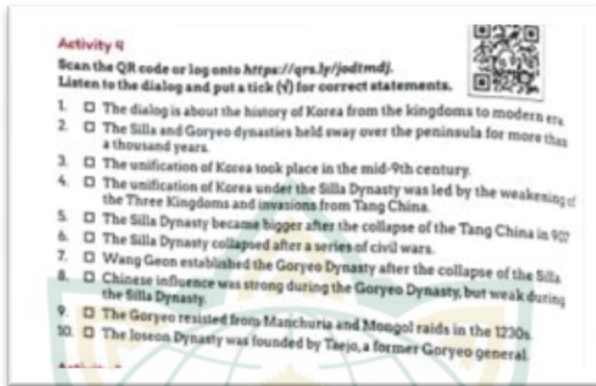 Activity 4
Scan the QR code or log onto https://qrs.ly/jodtmdj.
Listen to the dialog and put a tick (√) for correct statements.
1. □ The dialog is about the history of Korea from the kingdoms to modern era
2. □ The Silla and Goryeo dynasties held sway over the peninsula for more than
a thousand years.
3. □ The unification of Korea took place in the mid-9th century.
4. □ The unification of Korea under the Silla Dynasty was led by the weakening of
the Three Kingdoms and invasions from Tang China.
5. □ The Silla Dynasty became bigger after the collapse of the Tang China in 907
6. □ The Silla Dynasty collapsed after a series of civil wars.
7. □ Wang Geon established the Goryeo Dynasty after the collapse of the Silla
8. □ Chinese influence was strong during the Goryeo Dynasty, but weak during
the Silla Dynasty.
9. □ The Goryeo resisted from Manchuria and Mongol raids in the 1230s.
10. □ The Joseon Dynasty was founded by Taejo, a former Goryeo general.